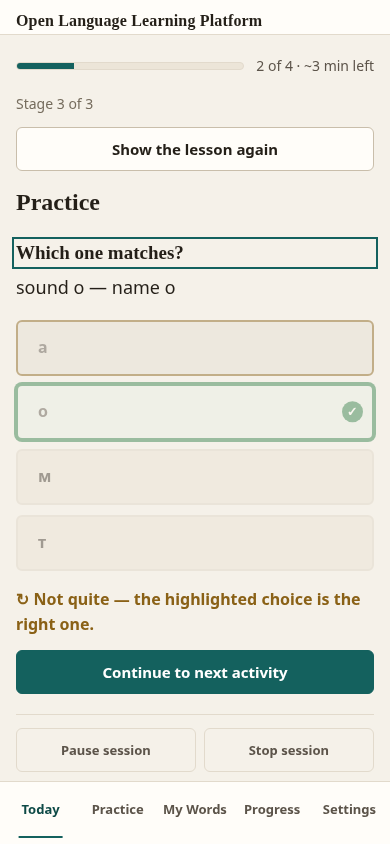 Open Language Learning Platform
2 of 4 · ~3 min left
Stage 3 of 3
Show the lesson again
Practice
Which one matches?
sound o — name o
а
о
м
т
↻ Not quite — the highlighted choice is the
right one.
Continue to next activity
Pause session
Stop session
Today
Practice
My Words
Progress
Settings